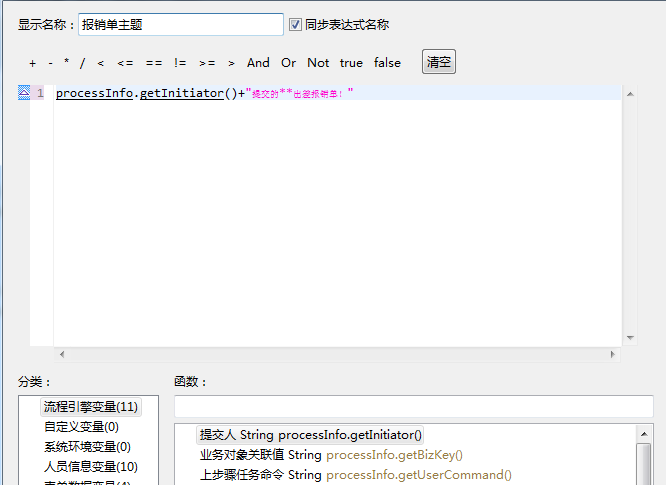 显示名称：报销单主题 同步表达式名称
+ - * / < <= == != >= > And Or Not true false 清空
1 processInfo.getInitiator()+"提交的**出差报销单！"
分类： 函数：
流程引擎变量(11)
自定义变量(0)
系统环境变量(0)
人员信息变量(10)
提交人 String processInfo.getInitiator()
业务对象关联值 String processInfo.getBizKey()
上步骤任务命令 String processInfo.getUserCommand()